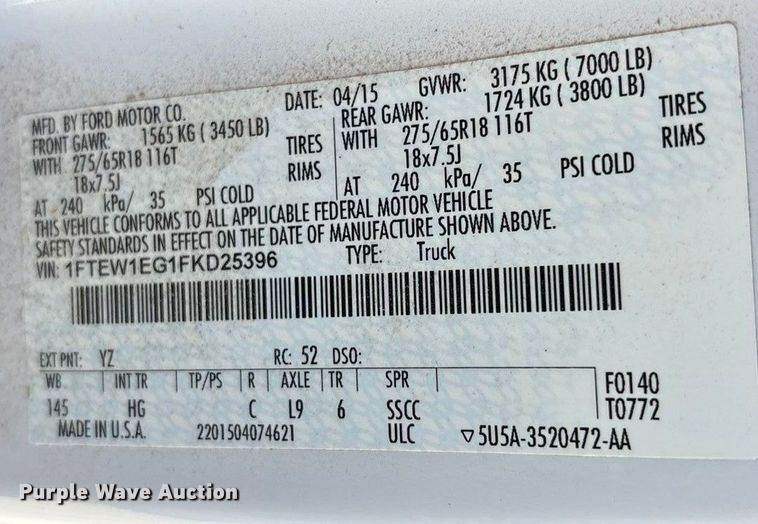 MFD. BY FORD MOTOR CO.
DATE: 04/15 GVWR: 3175 KG ( 7000 LB)
FRONT GAWR: 1565 KG ( 3450 LB)
REAR GAWR: 1724 KG ( 3800 LB)
WITH 275/65R18 116T TIRES
WITH 275/65R18 116T TIRES
18x7.5J RIMS
18x7.5J RIMS
AT 240 kPa/ 35 PSI COLD
AT 240 kPa/ 35 PSI COLD
THIS VEHICLE CONFORMS TO ALL APPLICABLE FEDERAL MOTOR VEHICLE
SAFETY STANDARDS IN EFFECT ON THE DATE OF MANUFACTURE SHOWN ABOVE.
VIN: 1FTEW1EG1FKD25396 TYPE: Truck
EXT PNT: YZ RC: 52 DSO:
WB INT TR TP/PS R AXLE TR SPR F0140
145 HG C L9 6 SSCC T0772
MADE IN U.S.A. 2201504074621 ULC ▽5U5A-3520472-AA
Purple Wave Auction